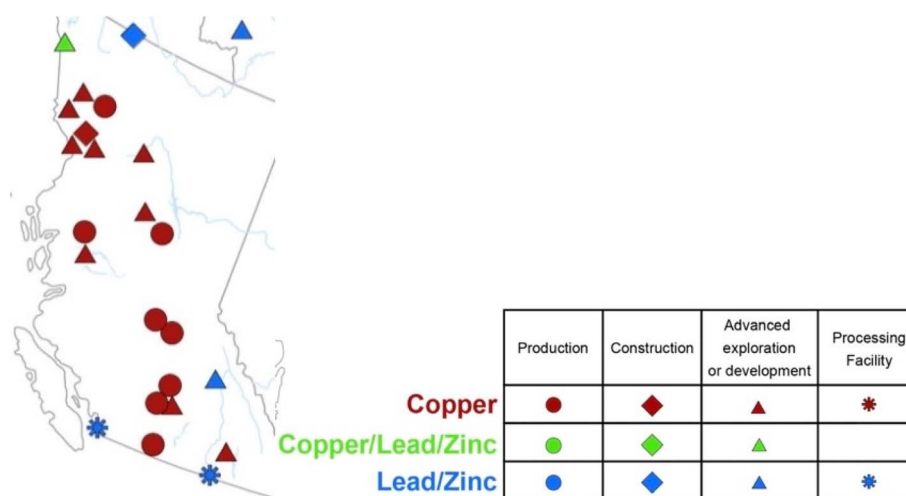 Production
Construction
Advanced
exploration
or development
Processing
Facility
Copper
Copper/Lead/Zinc
Lead/Zinc